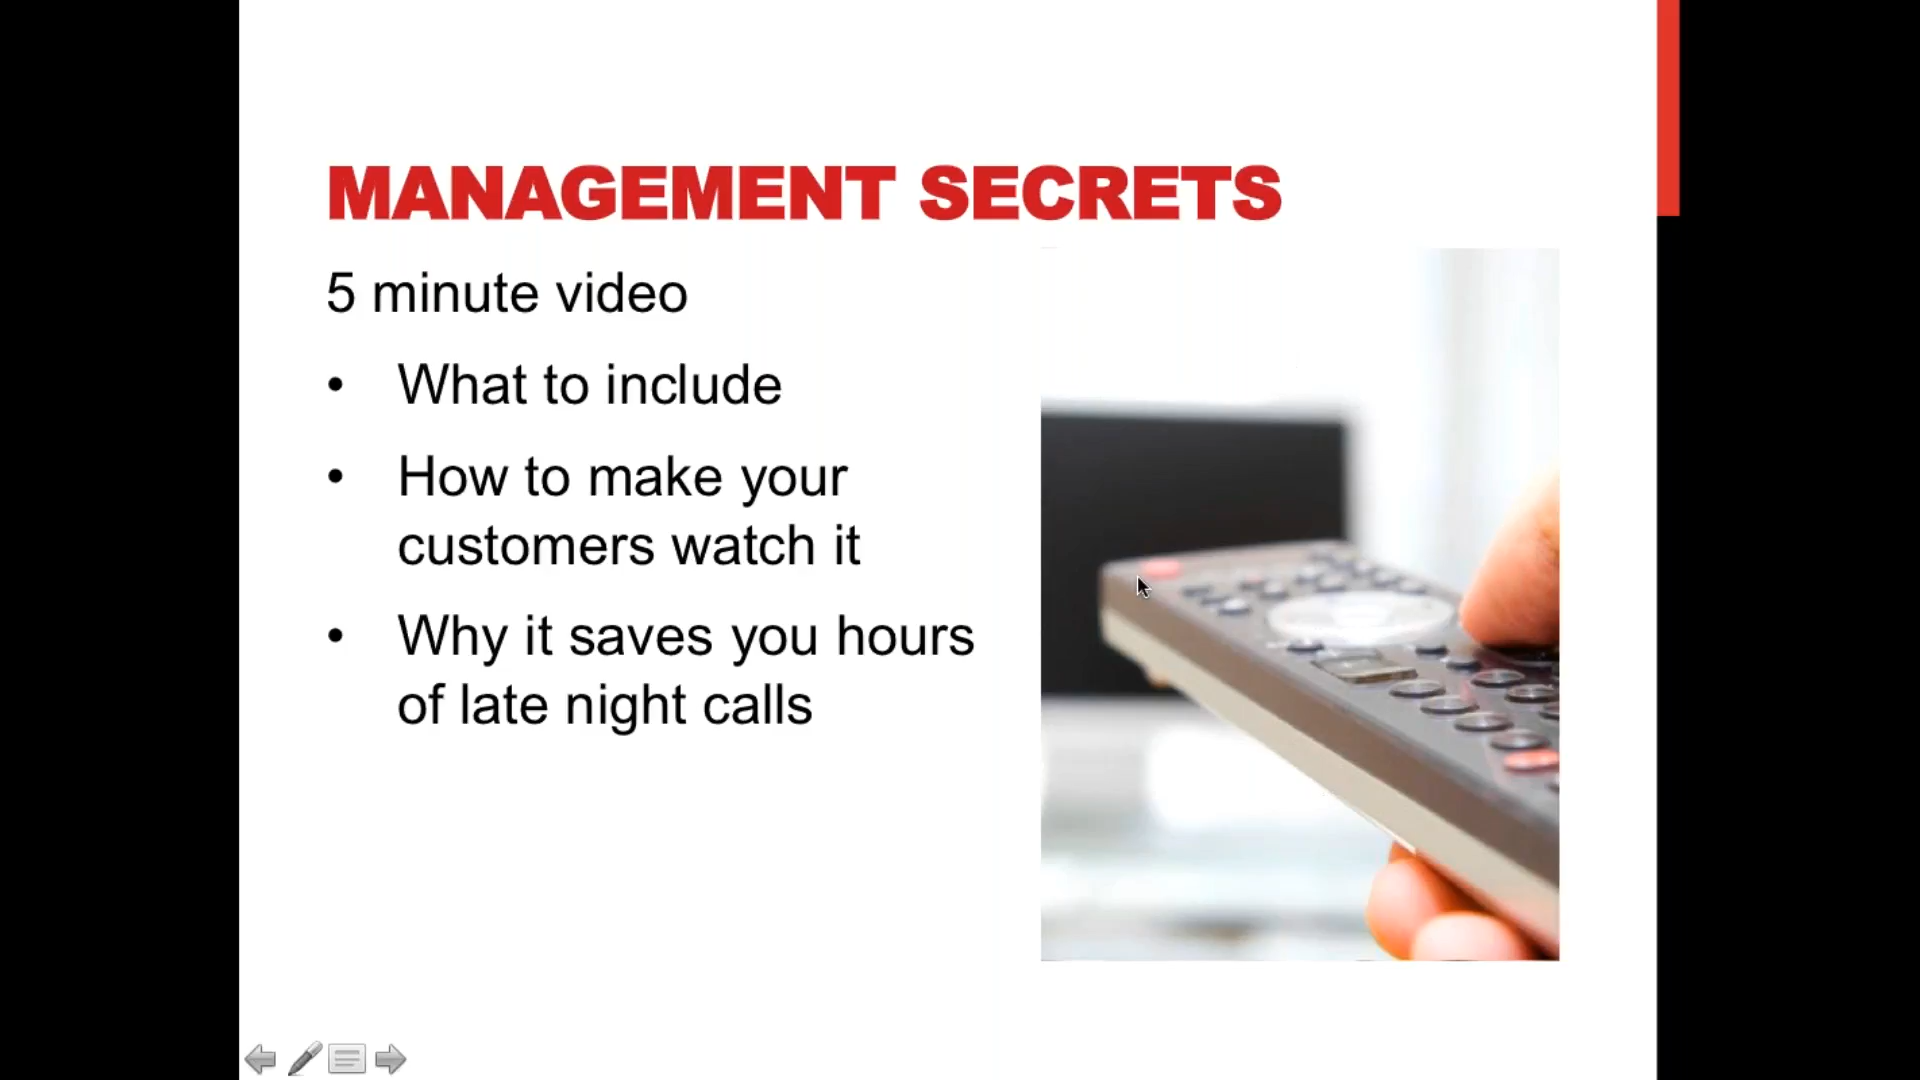 MANAGEMENT SECRETS
5 minute video
• What to include
• How to make your
customers watch it
• Why it saves you hours
of late night calls